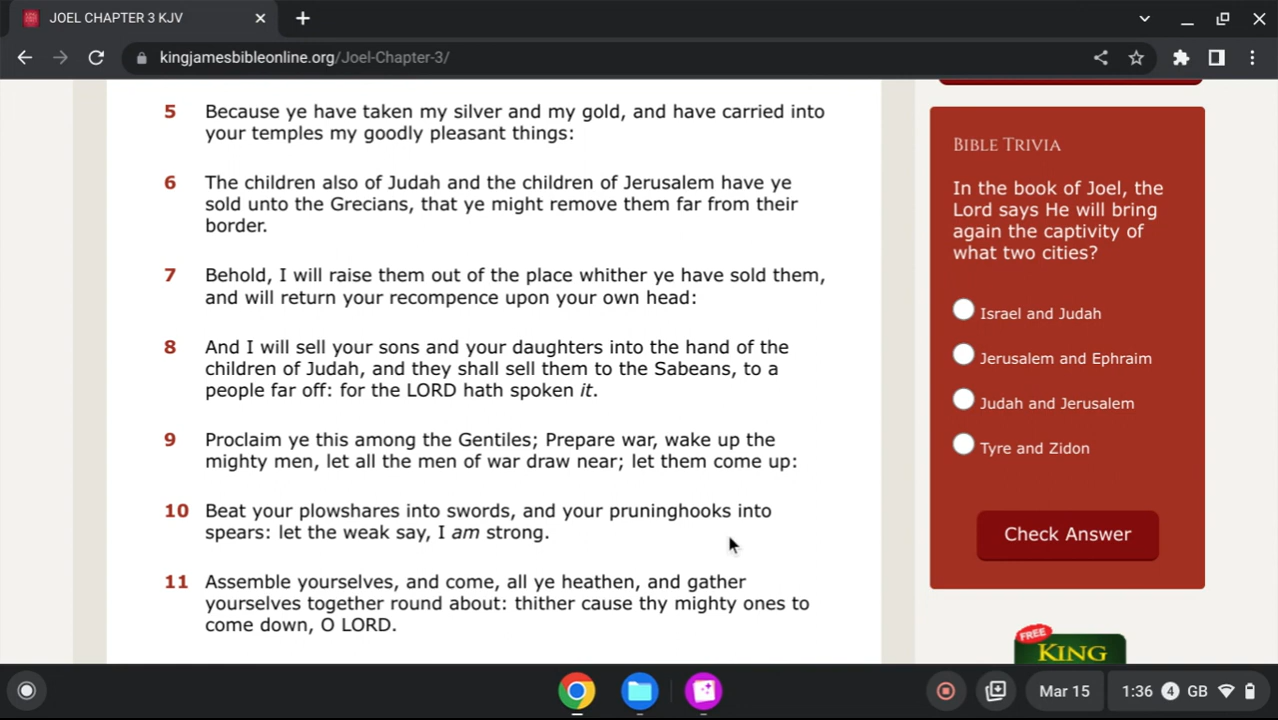 JOEL CHAPTER 3 KJV
kingjamesbibleonline.org/Joel-Chapter-3/
5 Because ye have taken my silver and my gold, and have carried into
your temples my goodly pleasant things:
6 The children also of Judah and the children of Jerusalem have ye
sold unto the Grecians, that ye might remove them far from their
border.
7 Behold, I will raise them out of the place whither ye have sold them,
and will return your recompence upon your own head:
8 And I will sell your sons and your daughters into the hand of the
children of Judah, and they shall sell them to the Sabeans, to a
people far off: for the LORD hath spoken it.
9 Proclaim ye this among the Gentiles; Prepare war, wake up the
mighty men, let all the men of war draw near; let them come up:
10 Beat your plowshares into swords, and your pruninghooks into
spears: let the weak say, I am strong.
11 Assemble yourselves, and come, all ye heathen, and gather
yourselves together round about: thither cause thy mighty ones to
come down, O LORD.
BIBLE TRIVIA
In the book of Joel, the
Lord says He will bring
again the captivity of
what two cities?
Israel and Judah
Jerusalem and Ephraim
Judah and Jerusalem
Tyre and Zidon
Check Answer
FREE
KING
Mar 15
1:36 4 GB